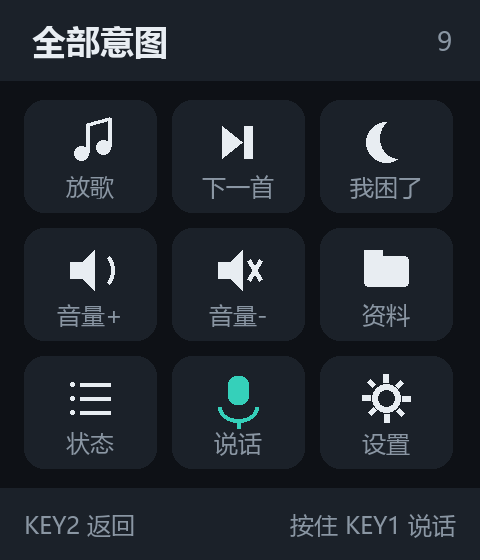 全部意图 9
放歌 下一首 我困了
音量+ 音量- 资料
状态 说话 设置
KEY2 返回 按住 KEY1 说话